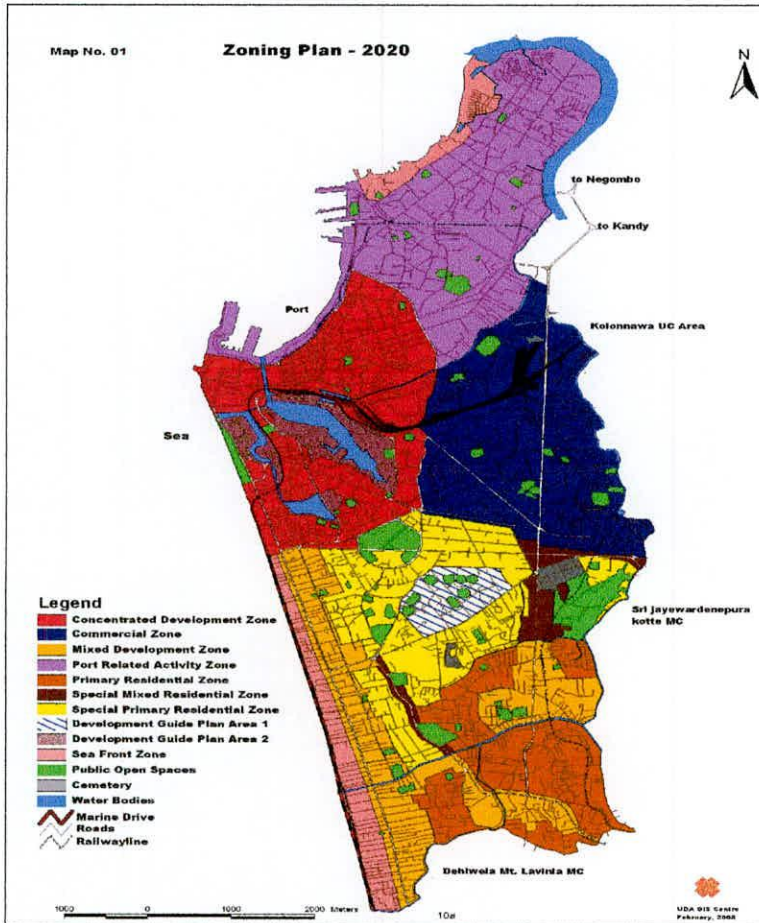 Map No. 01
Zoning Plan - 2020
N
to Negombo
to Kandy
Port
Kolonnawa UC Area
Sea
Sri jayewardenepura
kotte MC
Legend
Concentrated Development Zone
Commercial Zone
Mixed Development Zone
Port Related Activity Zone
Primary Residential Zone
Special Mixed Residential Zone
Special Primary Residential Zone
Development Guide Plan Area 1
Development Guide Plan Area 2
Sea Front Zone
Public Open Spaces
Cemetery
Water Bodies
Marine Drive
Roads
Railwayline
Dehiwela Mt. Lavinia MC
1000 0 1000 2000 Meters
UDA GIS Centre
February,